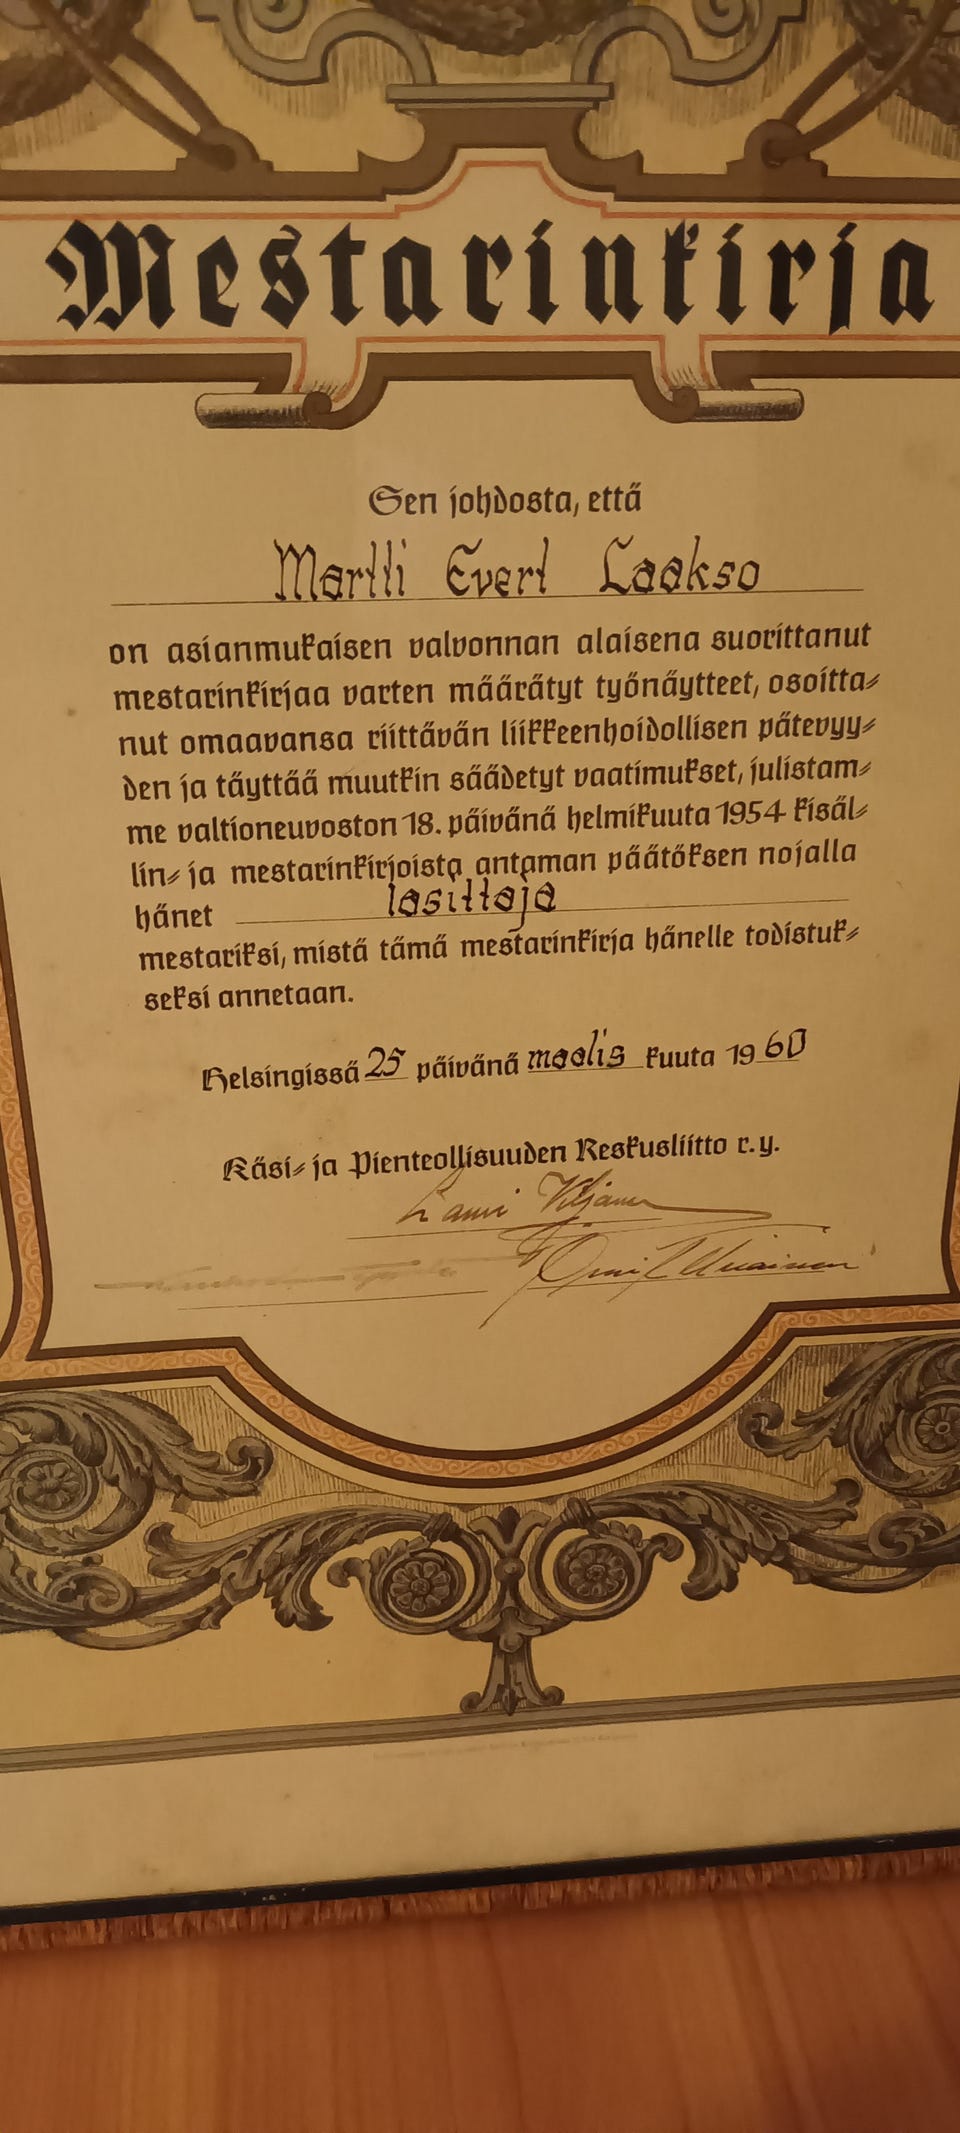 Mestarinkirja
Sen johdosta, että
Martti Evert Laakso
on asianmukaisen valvonnan alaisena suorittanut
mestarinkirjaa varten määrätyt työnäytteet, osoitta-
nut omaavansa riittävän liikkeenhoidollisen pätevyy-
den ja täyttää muutkin säädetyt vaatimukset, julistam-
me valtioneuvoston 18. päivänä helmikuuta 1954 kisäl-
lin- ja mestarinkirjoista antaman päätöksen nojalla
hänet lasittaja
mestariksi, mistä tämä mestarinkirja hänelle todistuk-
seksi annetaan.
Helsingissä 25 päivänä maalis kuuta 1960
Käsi- ja Pienteollisuuden Keskusliitto r.y.
Lauri Viljanen